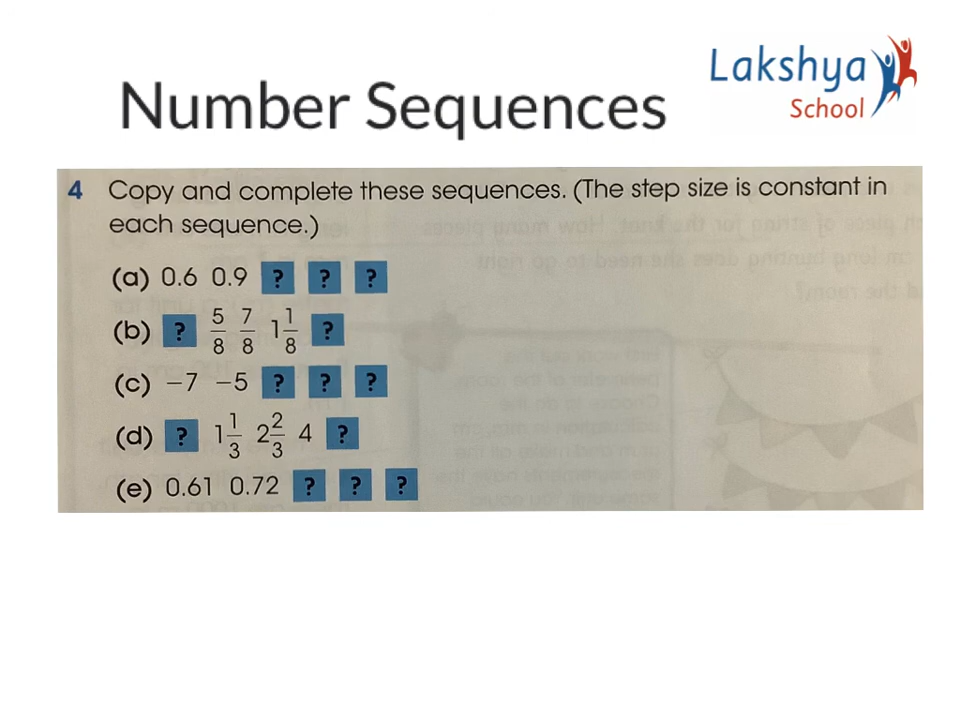 Number Sequences
Lakshya
School
4 Copy and complete these sequences. (The step size is constant in
each sequence.)
(a) 0.6 0.9 ? ? ?
(b) ? 5/8 7/8 1 1/8 ?
(c) −7 −5 ? ? ?
(d) ? 1 1/3 2 2/3 4 ?
(e) 0.61 0.72 ? ? ?